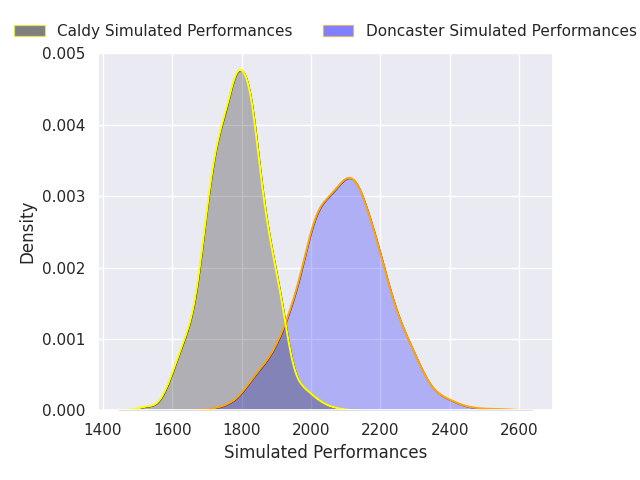 Caldy Simulated Performances Doncaster Simulated Performances
0.005
0.004
0.003
0.002
0.001
0.000
Density
1400 1600 1800 2000 2200 2400 2600
Simulated Performances